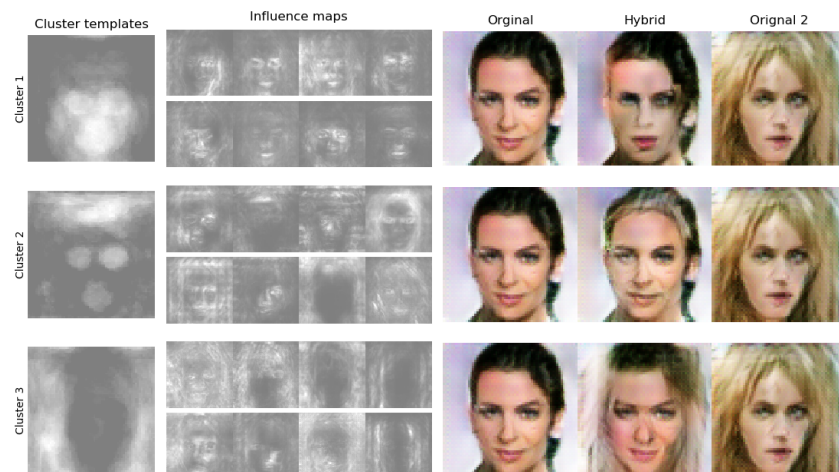 Cluster templates
Influence maps
Orginal
Hybrid
Orignal 2
Cluster 1
Cluster 2
Cluster 3